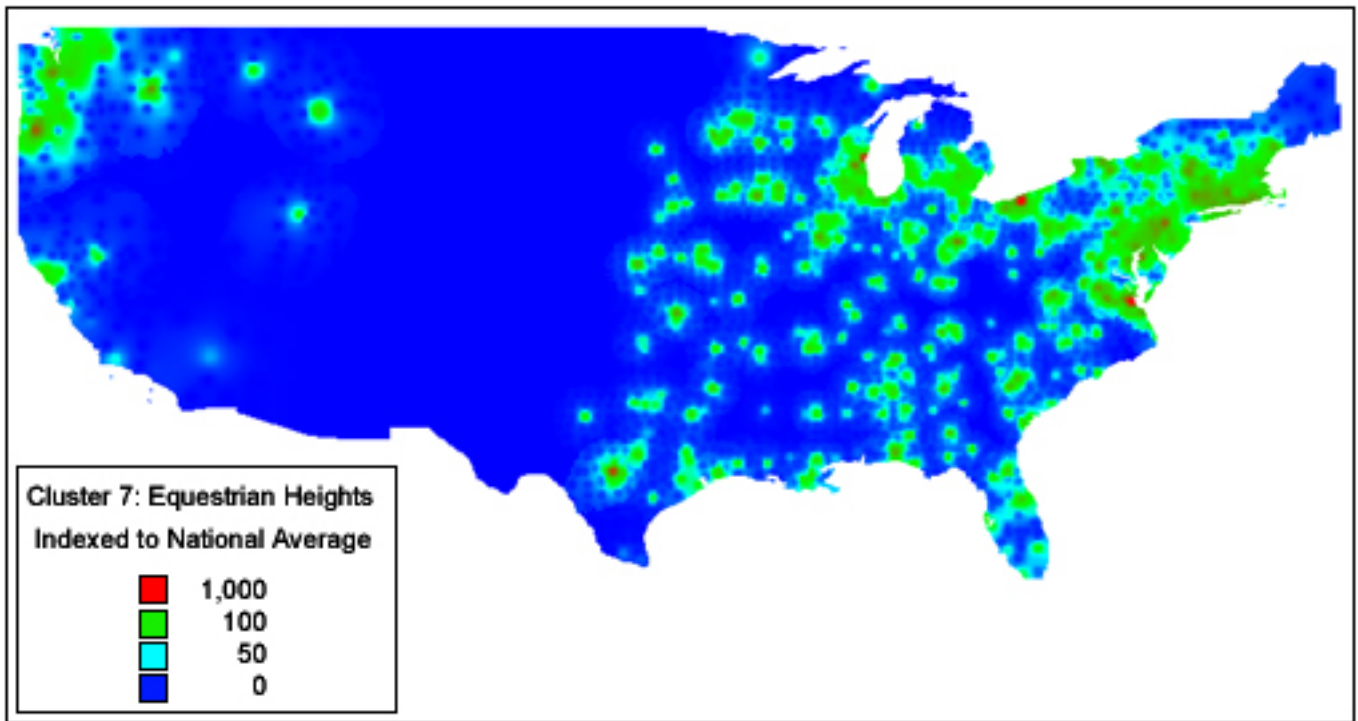 Cluster 7: Equestrian Heights
Indexed to National Average
1,000
100
50
0